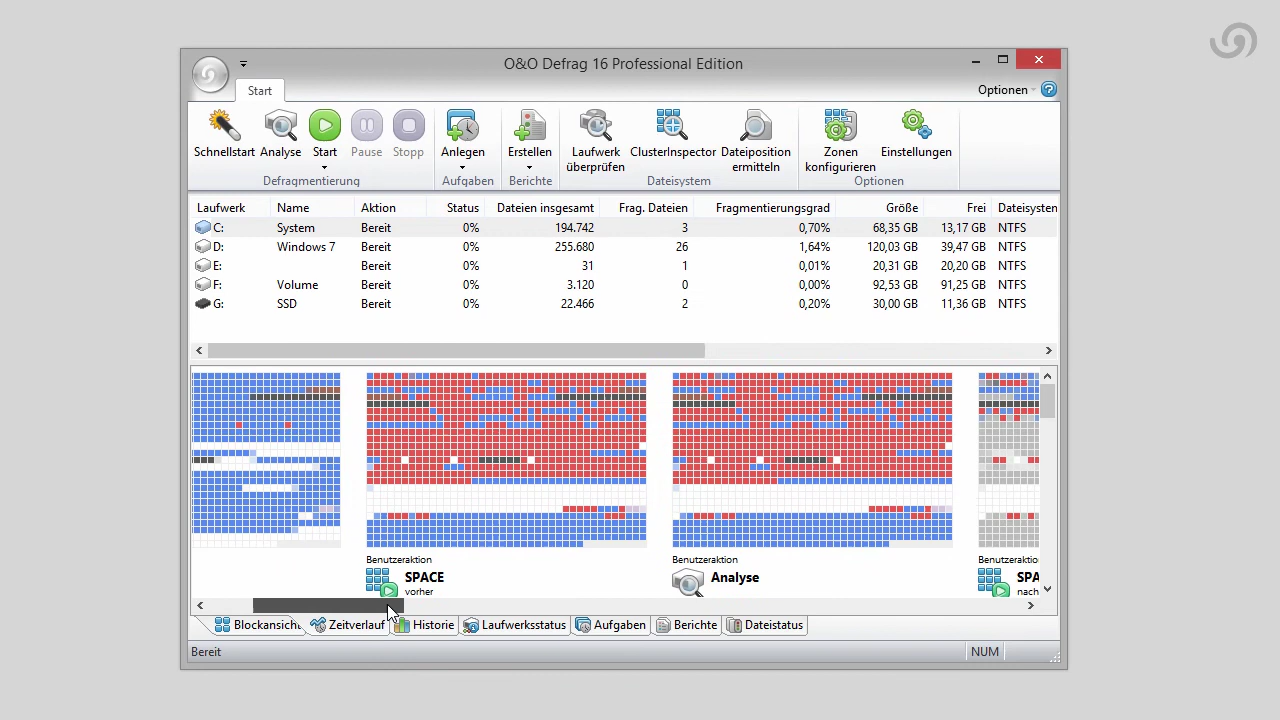 O&O Defrag 16 Professional Edition
Start
Optionen
Schnellstart Analyse Start Pause Stopp Anlegen Erstellen Laufwerk überprüfen ClusterInspector Dateiposition ermitteln Zonen konfigurieren Einstellungen
Defragmentierung Aufgaben Berichte Dateisystem Optionen
Laufwerk Name Aktion Status Dateien insgesamt Frag. Dateien Fragmentierungsgrad Größe Frei Dateisysten
C: System Bereit 0% 194.742 3 0,70% 68,35 GB 13,17 GB NTFS
D: Windows 7 Bereit 0% 255.680 26 1,64% 120,03 GB 39,47 GB NTFS
E: Bereit 0% 31 1 0,01% 20,31 GB 20,20 GB NTFS
F: Volume Bereit 0% 3.120 0 0,00% 92,53 GB 91,25 GB NTFS
G: SSD Bereit 0% 22.466 2 0,20% 30,00 GB 11,36 GB NTFS
Benutzeraktion Benutzeraktion Benutzeraktion
SPACE Analyse SPA
vorher nach
Blockansicht Zeitverlauf Historie Laufwerksstatus Aufgaben Berichte Dateistatus
Bereit NUM